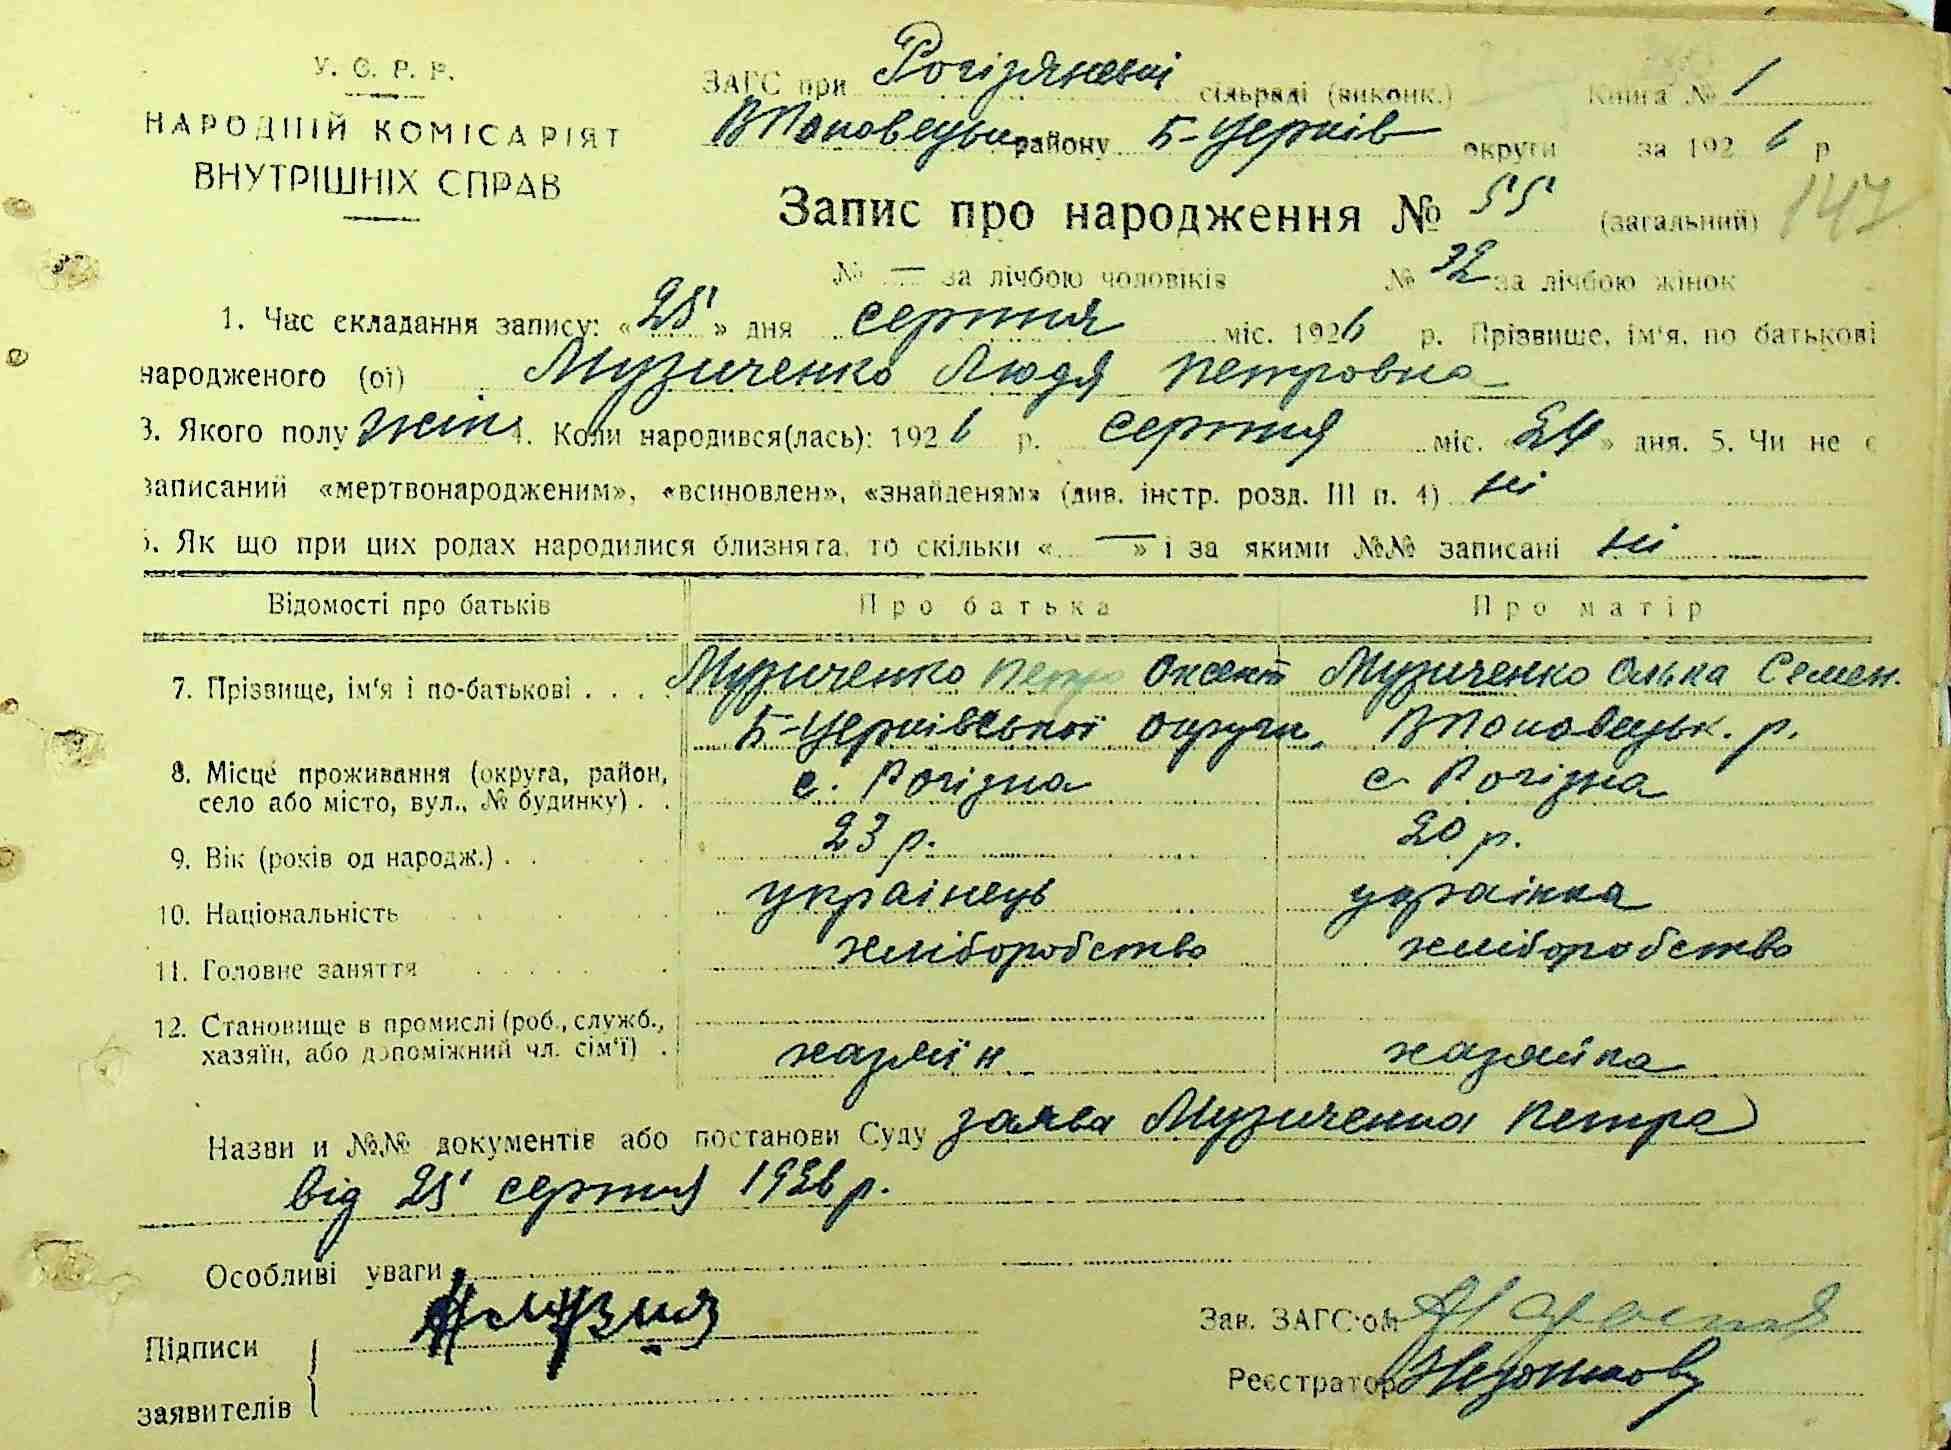 У. С. Р. Р.
НАРОДНІЙ КОМІСАРІЯТ
ВНУТРІШНІХ СПРАВ
ЗАГС при Рогізнянській сільраді (виконк.) Книга № 1
району Б-Церків округи за 1926 р
Запис про народження № 55 (загальний) 147
№ — за лічбою чоловіків № 32 за лічбою жінок
1. Час складання запису: «25» дня серпня міс. 1926 р. Прізвище, ім'я, по батькові
народженого (ої) Музиченко Людя Петровна
3. Якого полу жін 4. Коли народився(лась): 1926 р. серпня міс. «24» дня. 5. Чи не є
записаний «мертвонародженим», «всиновлен», «знайденям» (див. інстр. розд. III п. 4) ні
6. Як що при цих родах народилися близнята, то скільки « — » і за якими №№ записані ні
Відомості про батьків Про батька Про матір
7. Прізвище, ім'я і по-батькові . . . . Музиченко Петро Оксент Музиченко Олька Семен.
Б-Церківської округи, ВПоповецьк. р.
8. Місце проживання (округа, район, село або місто, вул., № будинку) . . с. Рогізна с. Рогізна
9. Вік (років од народж.) . 23 р. 20 р.
10. Національність українець українка
11. Головне заняття хліборобство хліборобство
12. Становище в промислі (роб., служб., хазяїн, або допоміжний чл. сім'ї) . хазяїн хазяйка
Назви и №№ документів або постанови Суду заява Музиченка Петра
від 25 серпня 1926 р.
Особливі уваги
Підписи
заявителів
Зав. ЗАГС'ом
Реєстратор